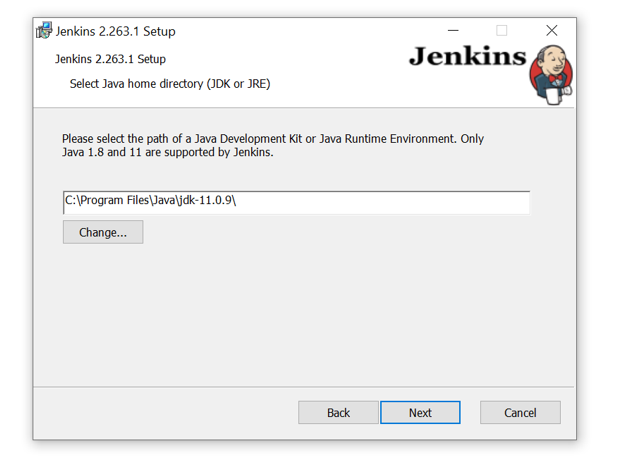 Jenkins 2.263.1 Setup
Jenkins 2.263.1 Setup
Jenkins
Select Java home directory (JDK or JRE)
Please select the path of a Java Development Kit or Java Runtime Environment. Only
Java 1.8 and 11 are supported by Jenkins.
C:\Program Files\Java\jdk-11.0.9\
Change...
Back
Next
Cancel